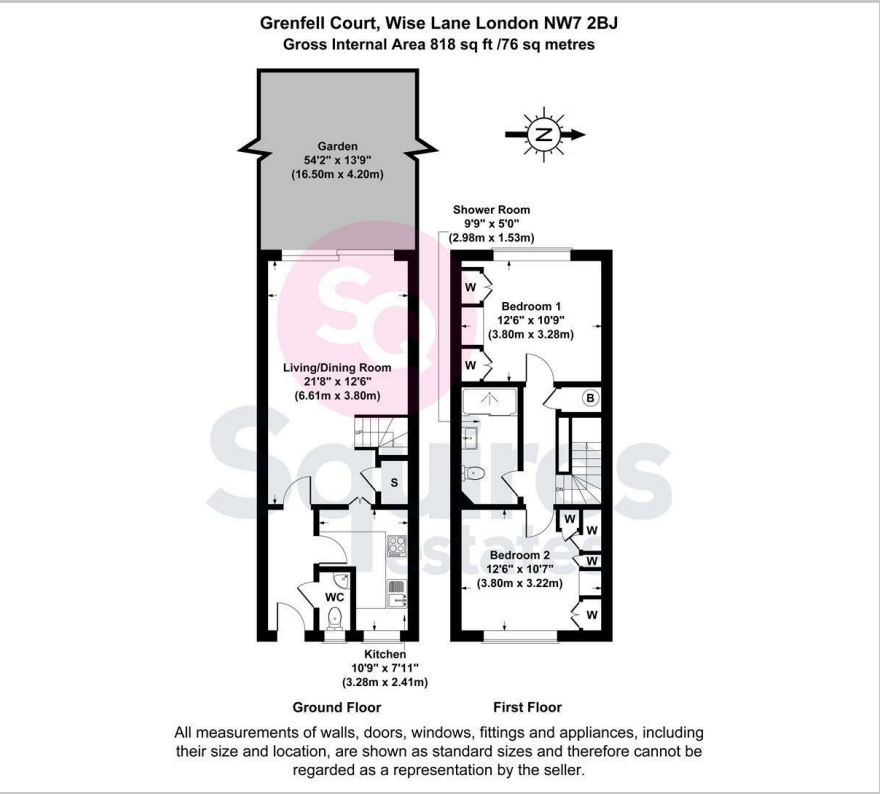 Grenfell Court, Wise Lane London NW7 2BJ
Gross Internal Area 818 sq ft /76 sq metres
Garden
54'2" x 13'9"
(16.50m x 4.20m)
N
Shower Room
9'9" x 5'0"
(2.98m x 1.53m)
SQ
W
Bedroom 1
12'6" x 10'9"
(3.80m x 3.28m)
W
Living/Dining Room
21'8" x 12'6"
(6.61m x 3.80m)
B
UP
Squires
estates
S
DN
W
W
Bedroom 2
12'6" x 10'7"
(3.80m x 3.22m)
W
WC
W
Kitchen
10'9" x 7'11"
(3.28m x 2.41m)
Ground Floor
First Floor
All measurements of walls, doors, windows, fittings and appliances, including
their size and location, are shown as standard sizes and therefore cannot be
regarded as a representation by the seller.